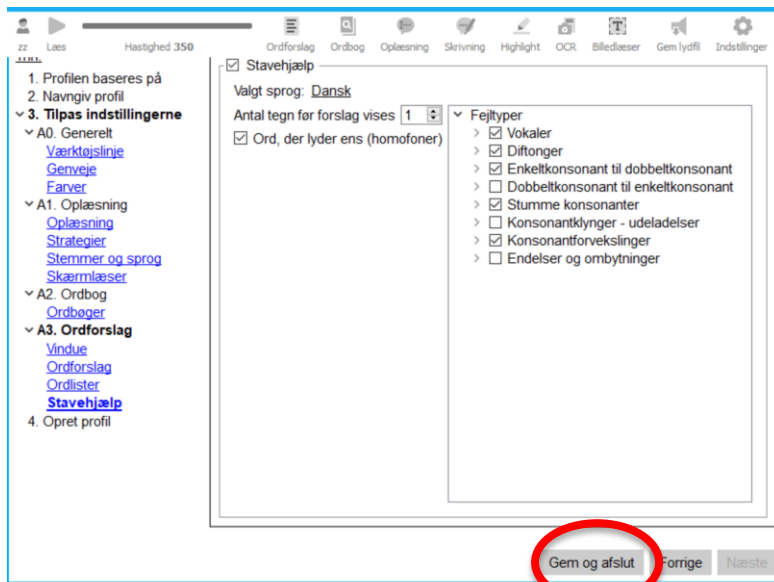 zz Læs Hastighed 350 Ordforslag Ordbog Oplæsning Skrivning Highlight OCR Billedlæser Gem lydfil Indstillinger
1. Profilen baseres på
2. Navngiv profil
3. Tilpas indstillingerne
A0. Generelt
Værktøjslinje
Genveje
Farver
A1. Oplæsning
Oplæsning
Strategier
Stemmer og sprog
Skærmlæser
A2. Ordbog
Ordbøger
A3. Ordforslag
Vindue
Ordforslag
Ordlister
Stavehjælp
4. Opret profil
Stavehjælp
Valgt sprog: Dansk
Antal tegn før forslag vises 1
Ord, der lyder ens (homofoner)
Fejltyper
Vokaler
Diftonger
Enkeltkonsonant til dobbeltkonsonant
Dobbeltkonsonant til enkeltkonsonant
Stumme konsonanter
Konsonantklynger - udeladelser
Konsonantforvekslinger
Endelser og ombytninger
Gem og afslut Forrige Næste